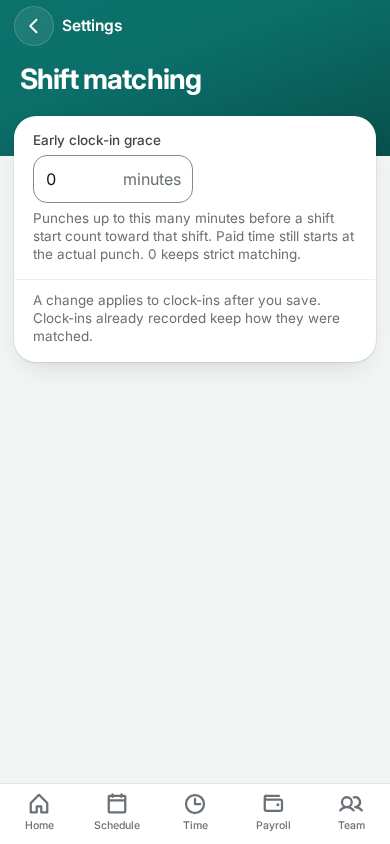 Settings
Shift matching
Early clock-in grace
0 minutes
Punches up to this many minutes before a shift
start count toward that shift. Paid time still starts at
the actual punch. 0 keeps strict matching.
A change applies to clock-ins after you save.
Clock-ins already recorded keep how they were
matched.
Home Schedule Time Payroll Team